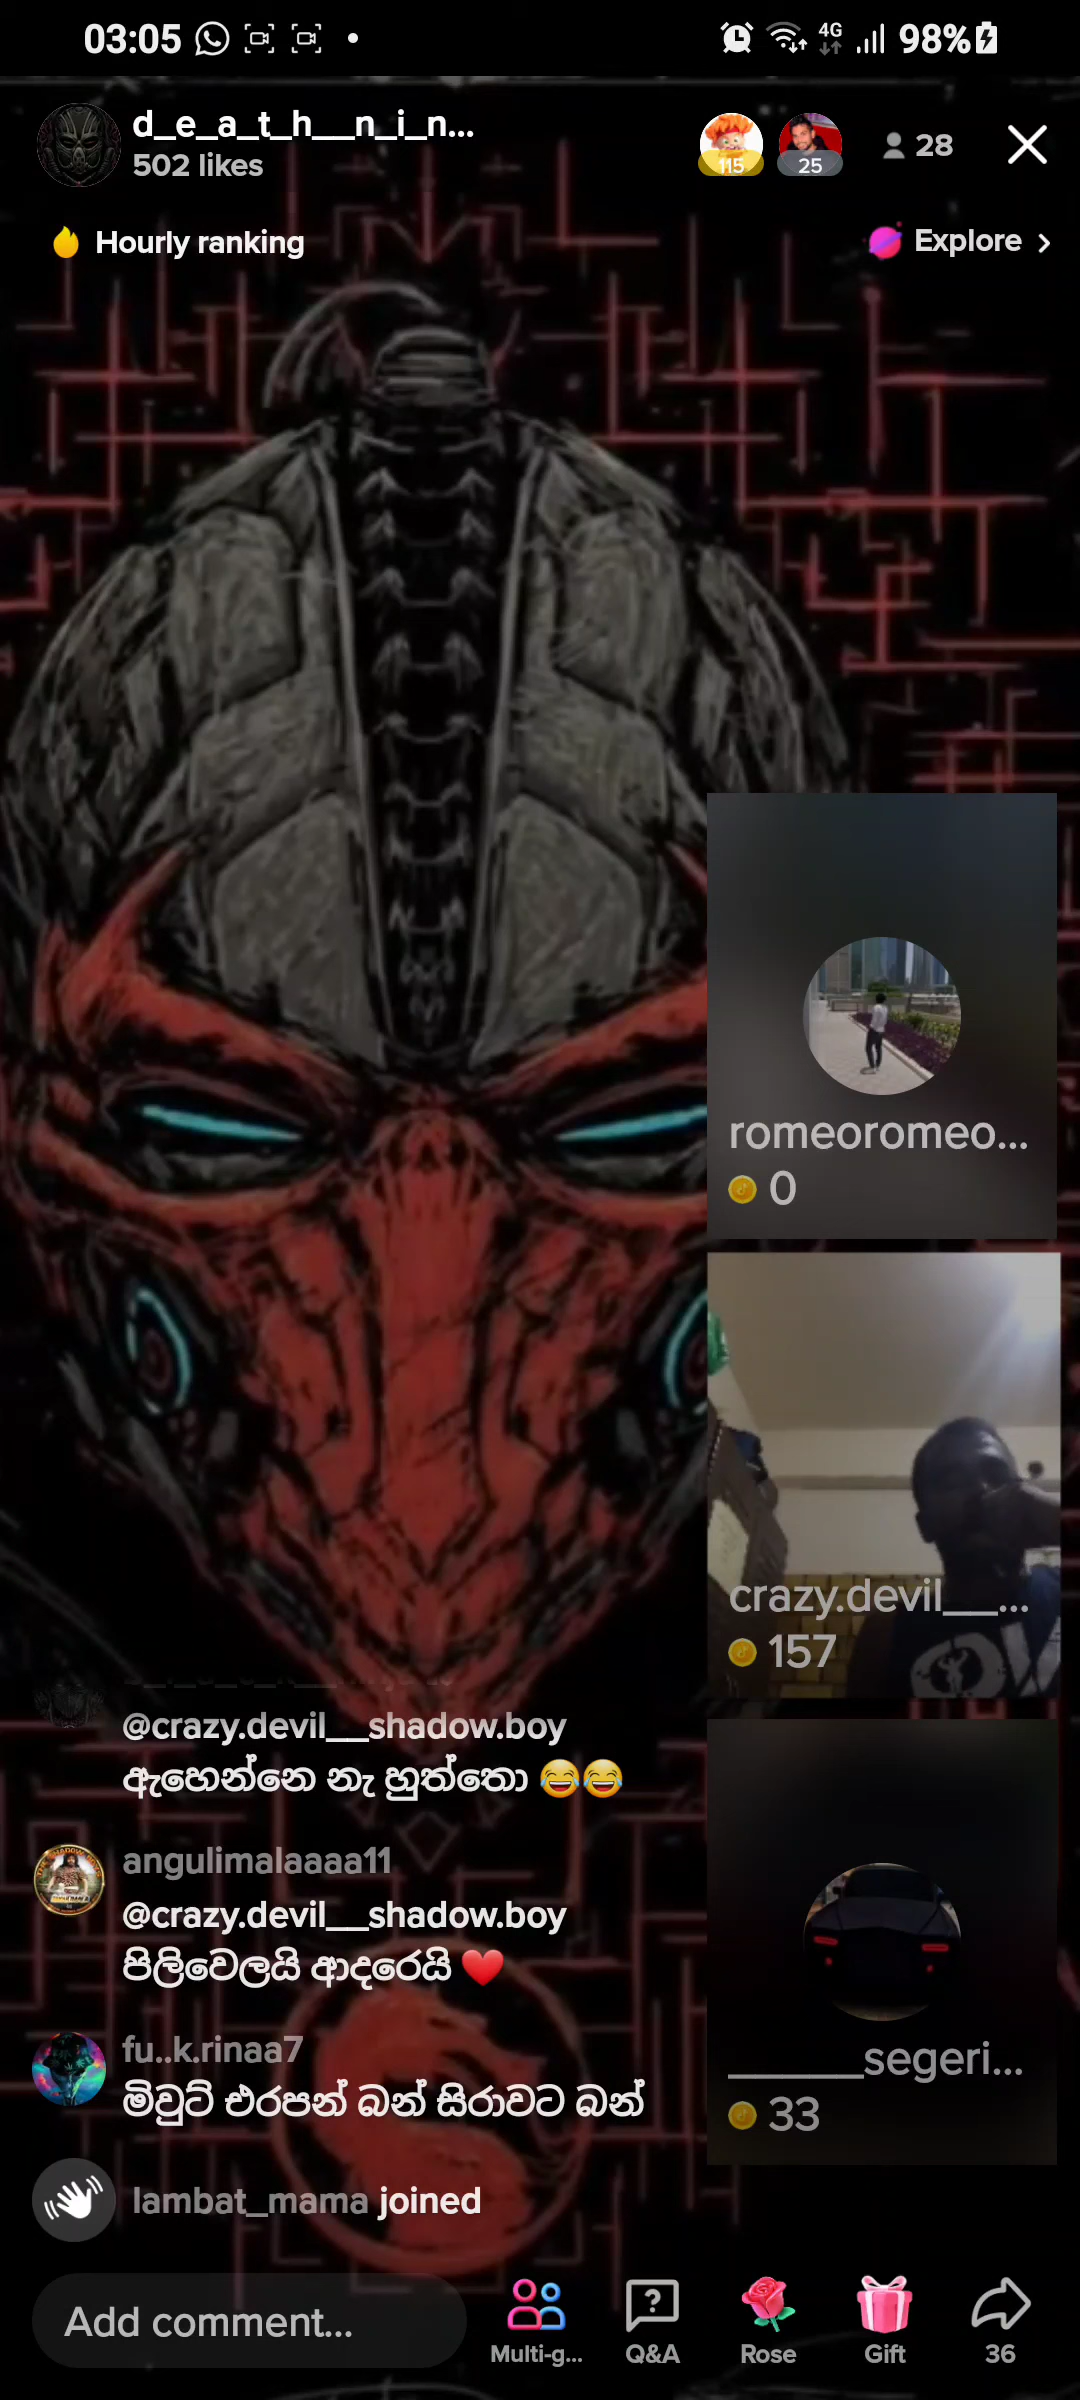 03:05
4G
98%
d_e_a_t_h__n_i_n...
502 likes
115
25
28
Hourly ranking
Explore
romeoromeo...
0
crazy.devil__...
157
@crazy.devil__shadow.boy
ඇහෙන්නෙ නෑ හුත්තො 😂😂
angulimalaaaa11
@crazy.devil__shadow.boy
පිලිවෙලයි ආදරෙයි ❤️
fu..k.rinaa7
මිවුට් එරපන් බන් සිරාවට බන්
______segeri...
33
lambat_mama joined
Add comment...
Multi-g...
Q&A
Rose
Gift
36